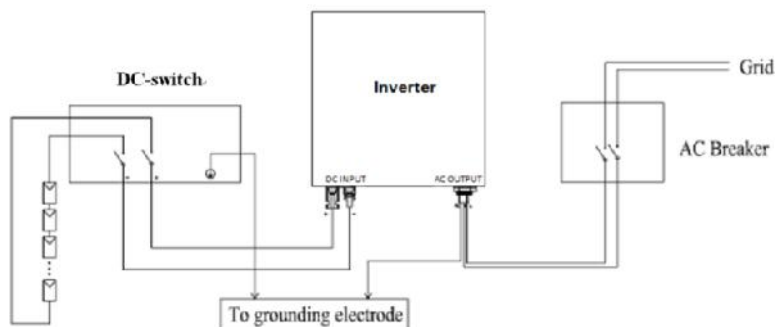 DC-switch
Inverter
Grid
AC Breaker
DC INPUT
AC OUTPUT
To grounding electrode